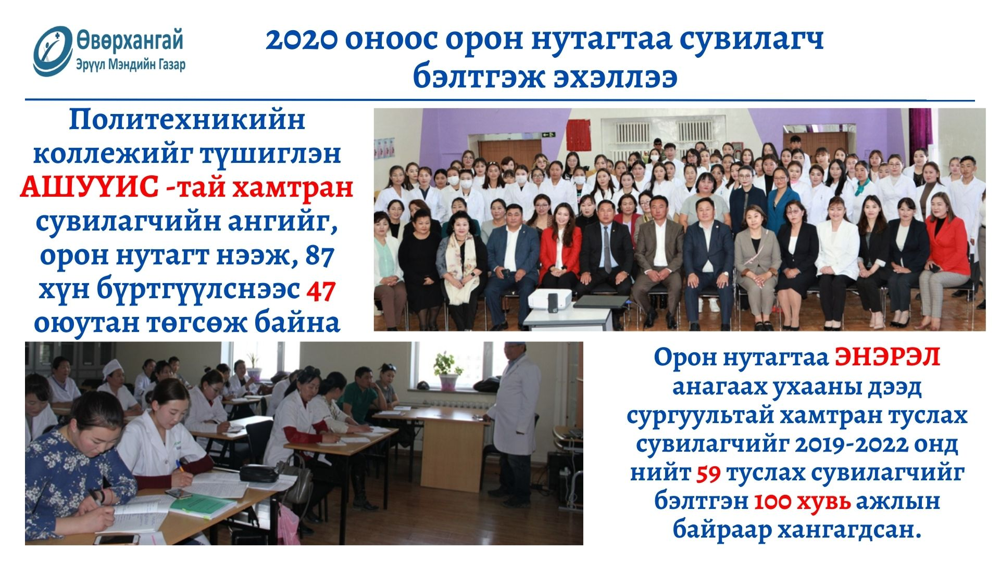 Өвөрхангай
Эрүүл Мэндийн Газар
2020 оноос орон нутагтаа сувилагч
бэлтгэж эхэллээ
Политехникийн
коллежийг түшиглэн
АШУҮИС -тай хамтран
сувилагчийн ангийг,
орон нутагт нээж, 87
хүн бүртгүүлснээс 47
оюутан төгсөж байна
Орон нутагтаа ЭНЭРЭЛ
анагаах ухааны дээд
сургуультай хамтран туслах
сувилагчийг 2019-2022 онд
нийт 59 туслах сувилагчийг
бэлтгэн 100 хувь ажлын
байраар хангагдсан.